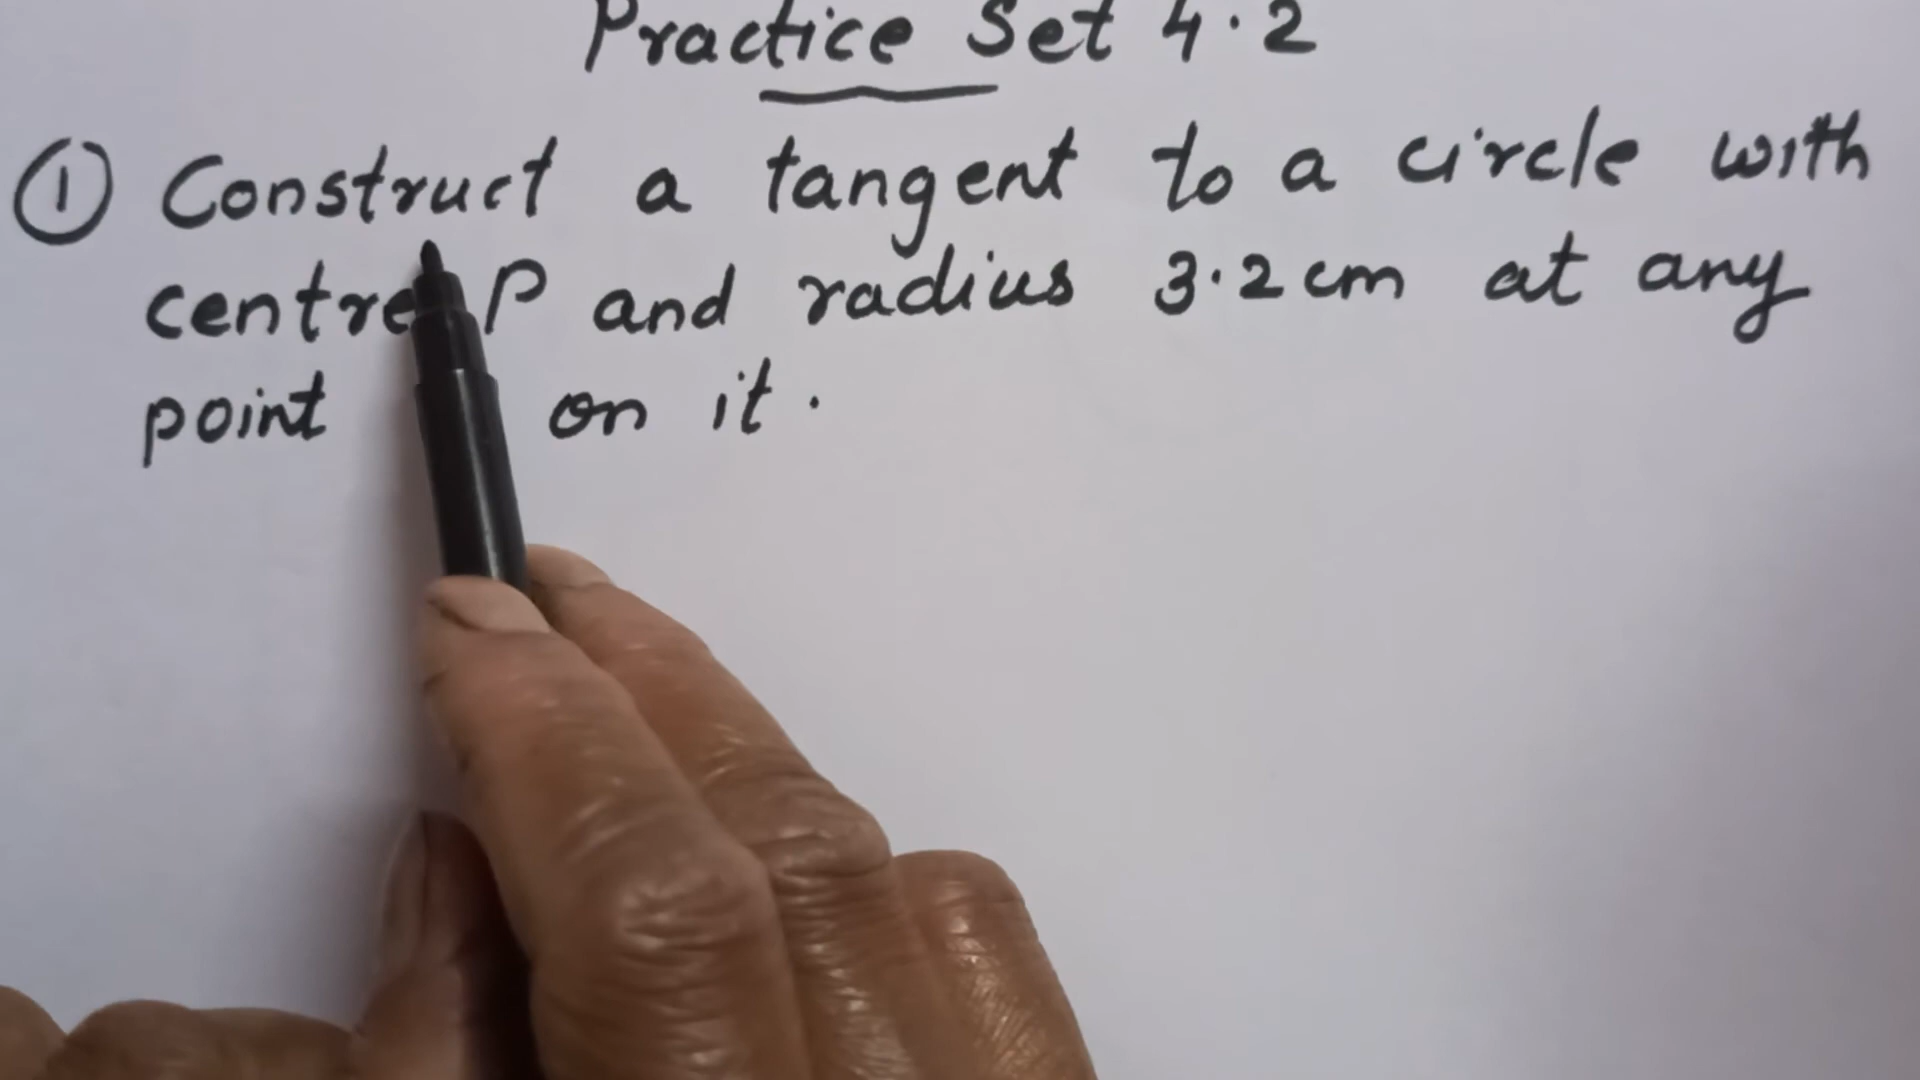 Practice Set 4.2
① Construct a tangent to a circle with
centre P and radius 3.2 cm at any
point on it.